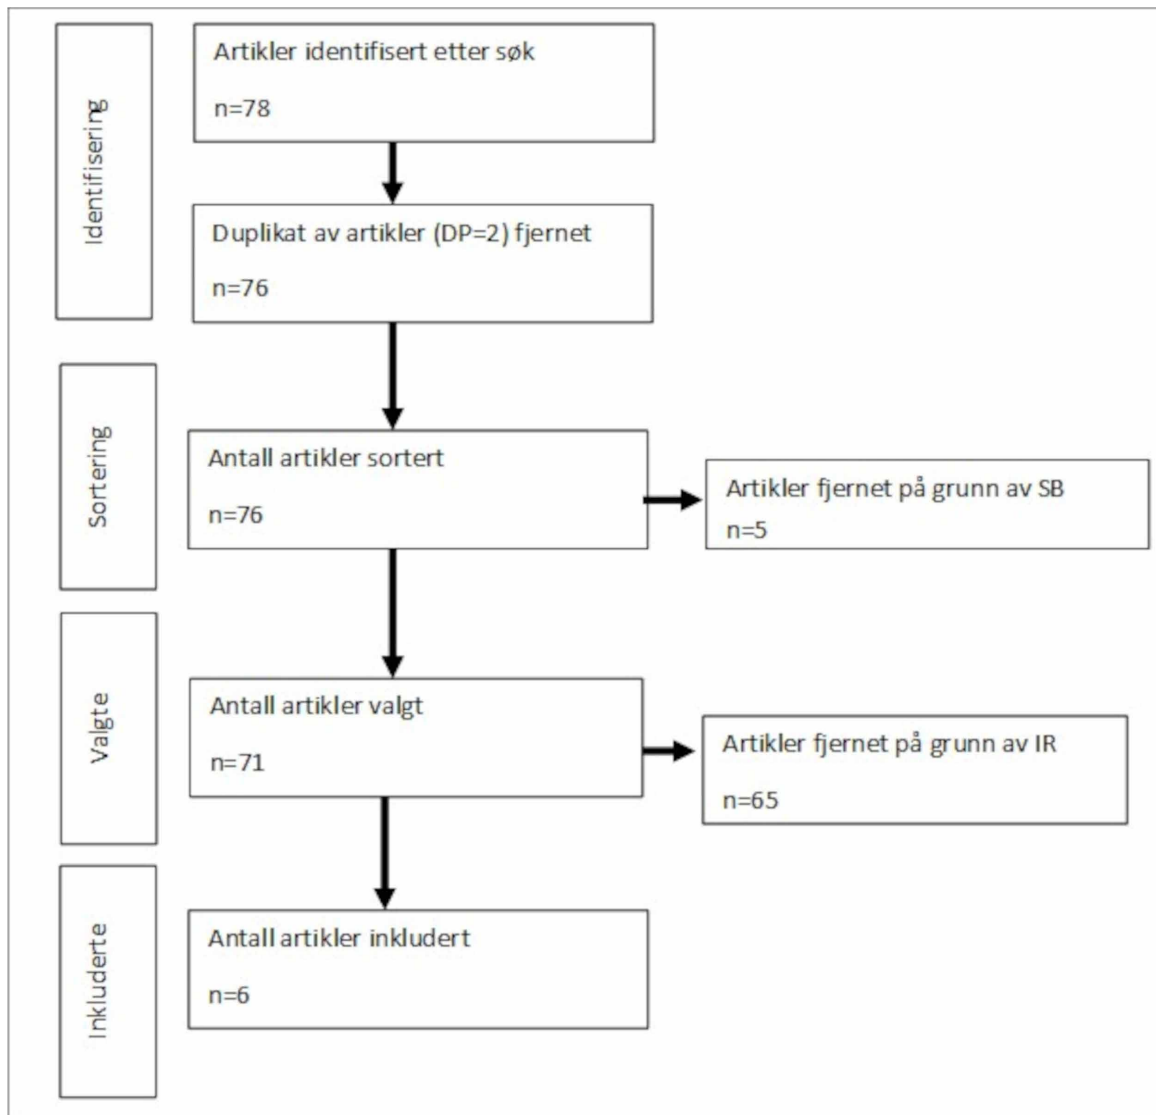 Identifisering
Artikler identifisert etter søk
n=78
Duplikat av artikler (DP=2) fjernet
n=76
Sortering
Antall artikler sortert
n=76
Artikler fjernet på grunn av SB
n=5
Valgte
Antall artikler valgt
n=71
Artikler fjernet på grunn av IR
n=65
Inkluderte
Antall artikler inkludert
n=6